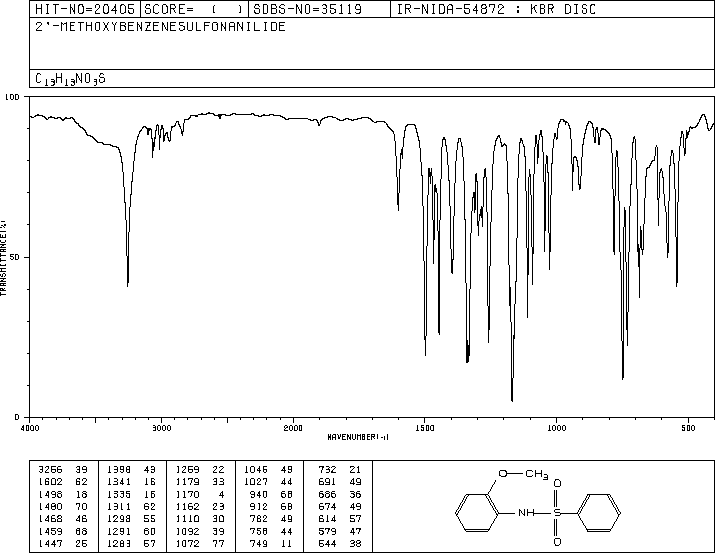 HIT-NO=20405 SCORE= ( ) SDBS-NO=35119 IR-NIDA-54872 : KBR DISC
2'-METHOXYBENZENESULFONANILIDE
C₁₃H₁₃NO₃S
100
50
0
TRANSMITTANCE(%)
4000 3000 2000 1500 1000 500
WAVENUMBER(-1)
3266 39 1398 43 1259 22 1046 49 732 21
1602 62 1341 16 1179 33 1027 44 691 49
1498 18 1335 16 1170 4 940 68 686 36
1480 70 1311 62 1162 23 912 68 674 49
1468 46 1298 55 1110 30 782 49 614 57
1459 68 1291 60 1092 39 758 44 579 47
1447 25 1283 57 1072 77 749 11 544 38
O CH₃
O
NH S
O